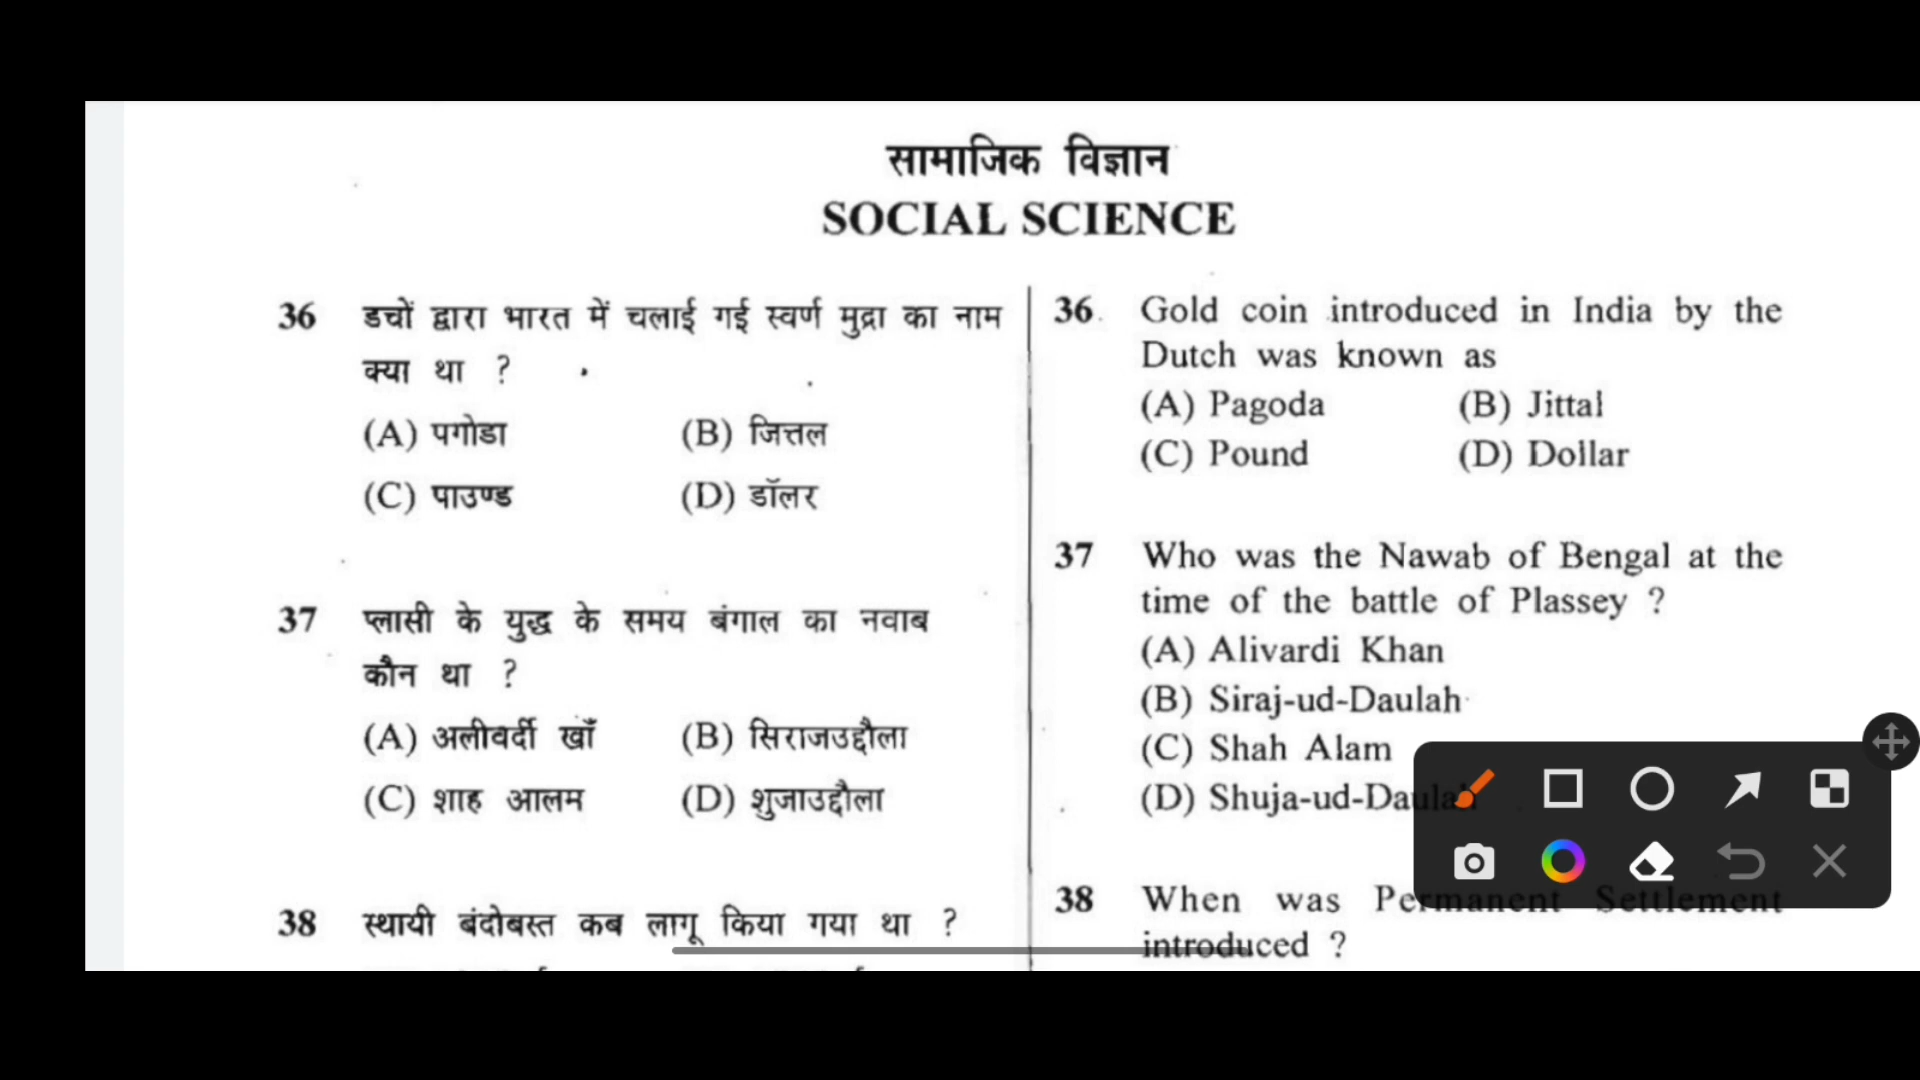 सामाजिक विज्ञान
SOCIAL SCIENCE
36 डचों द्वारा भारत में चलाई गई स्वर्ण मुद्रा का नाम
क्या था ?
(A) पगोडा (B) जित्तल
(C) पाउण्ड (D) डॉलर
37 प्लासी के युद्ध के समय बंगाल का नवाब
कौन था ?
(A) अलीवर्दी खाँ (B) सिराजउद्दौला
(C) शाह आलम (D) शुजाउद्दौला
38 स्थायी बंदोबस्त कब लागू किया गया था ?
36 Gold coin introduced in India by the
Dutch was known as
(A) Pagoda (B) Jittal
(C) Pound (D) Dollar
37 Who was the Nawab of Bengal at the
time of the battle of Plassey ?
(A) Alivardi Khan
(B) Siraj-ud-Daulah
(C) Shah Alam
(D) Shuja-ud-Daulah
38 When was Permanent Settlement
introduced ?